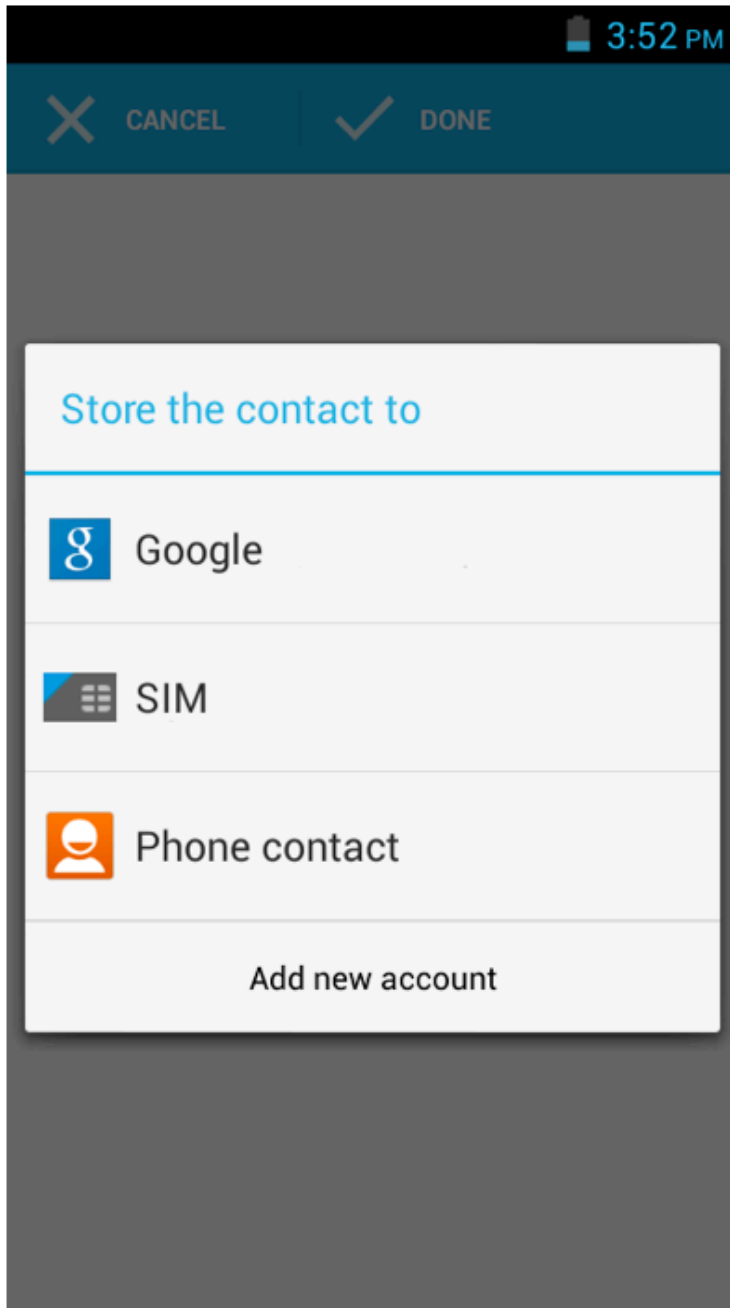 3:52 PM
CANCEL DONE
Store the contact to
g Google
SIM
Phone contact
Add new account